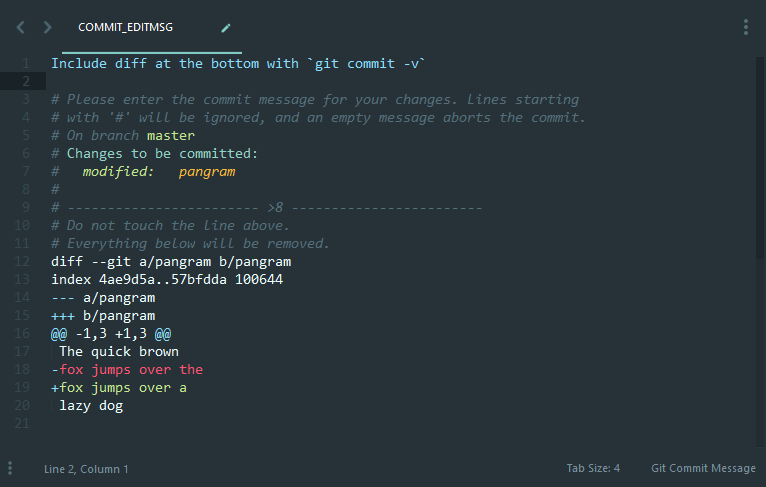 COMMIT_EDITMSG
1 Include diff at the bottom with `git commit -v`
2
3 # Please enter the commit message for your changes. Lines starting
4 # with '#' will be ignored, and an empty message aborts the commit.
5 # On branch master
6 # Changes to be committed:
7 #   modified:   pangram
8 #
9 # ------------------------ >8 ------------------------
10 # Do not touch the line above.
11 # Everything below will be removed.
12 diff --git a/pangram b/pangram
13 index 4ae9d5a..57bfdda 100644
14 --- a/pangram
15 +++ b/pangram
16 @@ -1,3 +1,3 @@
17  The quick brown
18 -fox jumps over the
19 +fox jumps over a
20  lazy dog
21
Line 2, Column 1 Tab Size: 4 Git Commit Message